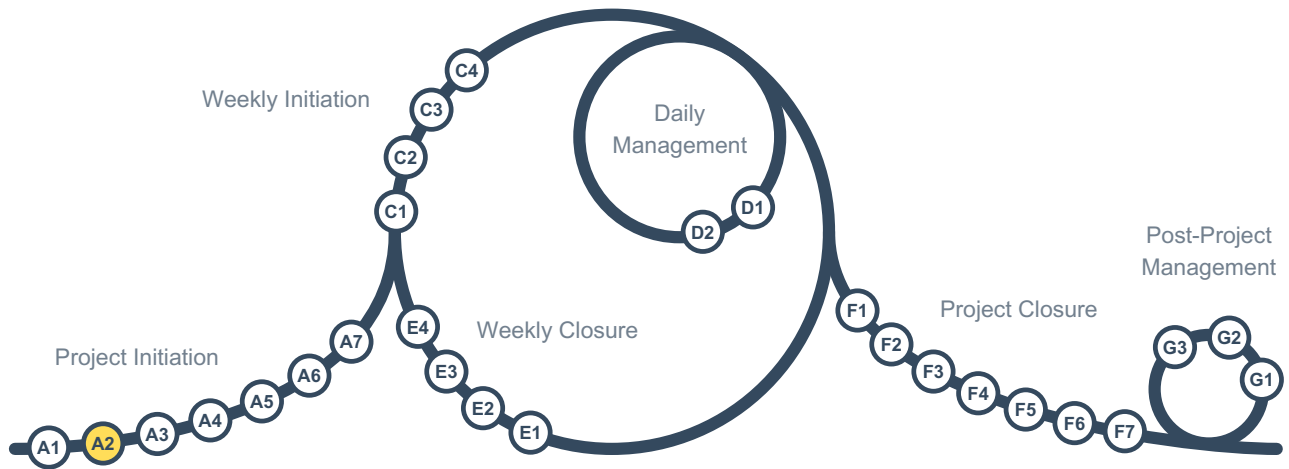 Weekly Initiation
C4
C3
C2
C1
Daily
Management
D1
D2
Post-Project
Management
G3
G2
G1
Project Closure
F1
F2
F3
F4
F5
F6
F7
Weekly Closure
E4
E3
E2
E1
Project Initiation
A1
A2
A3
A4
A5
A6
A7